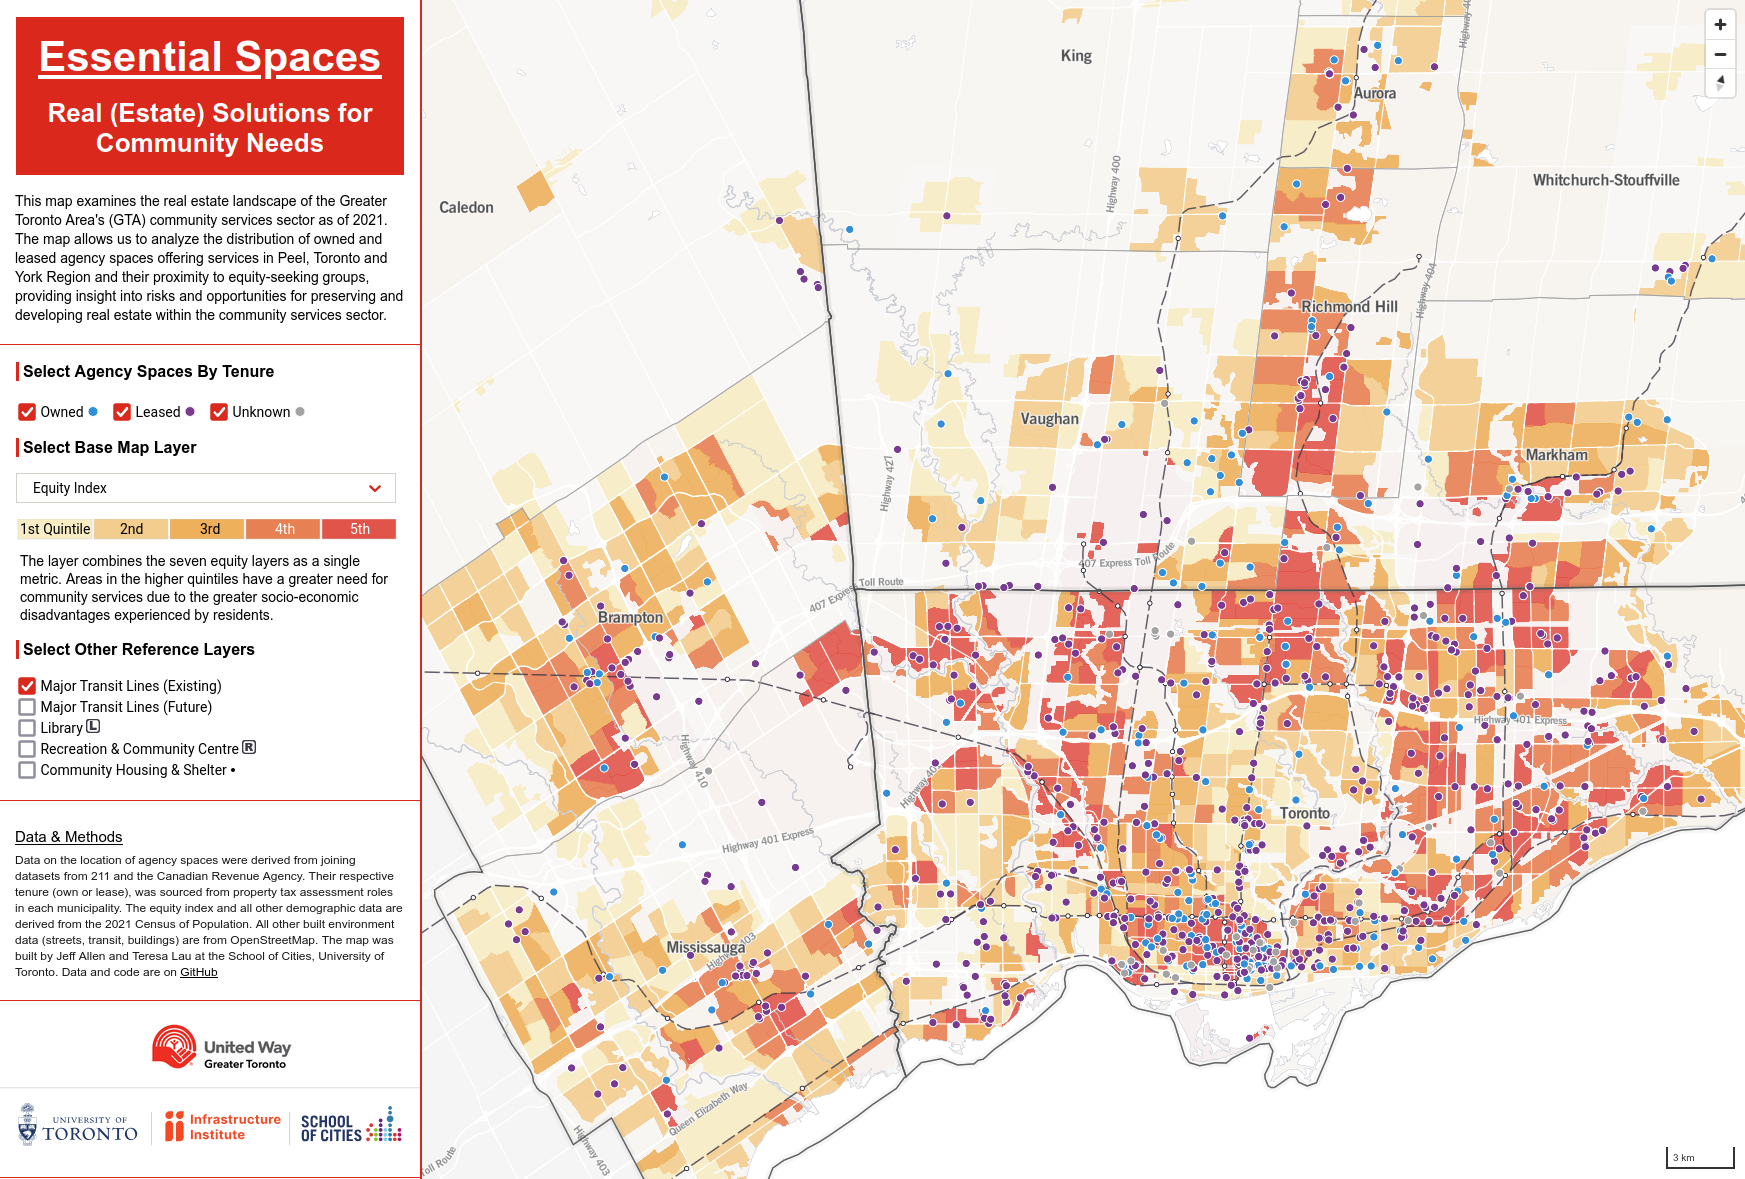 Essential Spaces
Real (Estate) Solutions for
Community Needs
This map examines the real estate landscape of the Greater
Toronto Area's (GTA) community services sector as of 2021.
The map allows us to analyze the distribution of owned and
leased agency spaces offering services in Peel, Toronto and
York Region and their proximity to equity-seeking groups,
providing insight into risks and opportunities for preserving and
developing real estate within the community services sector.
Select Agency Spaces By Tenure
Owned Leased Unknown
Select Base Map Layer
Equity Index
1st Quintile 2nd 3rd 4th 5th
The layer combines the seven equity layers as a single
metric. Areas in the higher quintiles have a greater need for
community services due to the greater socio-economic
disadvantages experienced by residents.
Select Other Reference Layers
Major Transit Lines (Existing)
Major Transit Lines (Future)
Library L
Recreation & Community Centre R
Community Housing & Shelter •
Data & Methods
Data on the location of agency spaces were derived from joining
datasets from 211 and the Canadian Revenue Agency. Their respective
tenure (own or lease), was sourced from property tax assessment roles
in each municipality. The equity index and all other demographic data are
derived from the 2021 Census of Population. All other built environment
data (streets, transit, buildings) are from OpenStreetMap. The map was
built by Jeff Allen and Teresa Lau at the School of Cities, University of
Toronto. Data and code are on GitHub
United Way
Greater Toronto
UNIVERSITY OF
TORONTO
Infrastructure
Institute
SCHOOL
OF CITIES
King
Aurora
Caledon
Whitchurch-Stouffville
Highway 400
Highway 404
Richmond Hill
Vaughan
Markham
Highway 427
407 Express Toll Route
407 Express Toll Route
Brampton
Highway 410
Highway 401 Express
Highway 401 Express
Highway 40
Toronto
Mississauga
Highway 403
Queen Elizabeth Way
Highway 403
Toll Route
3 km